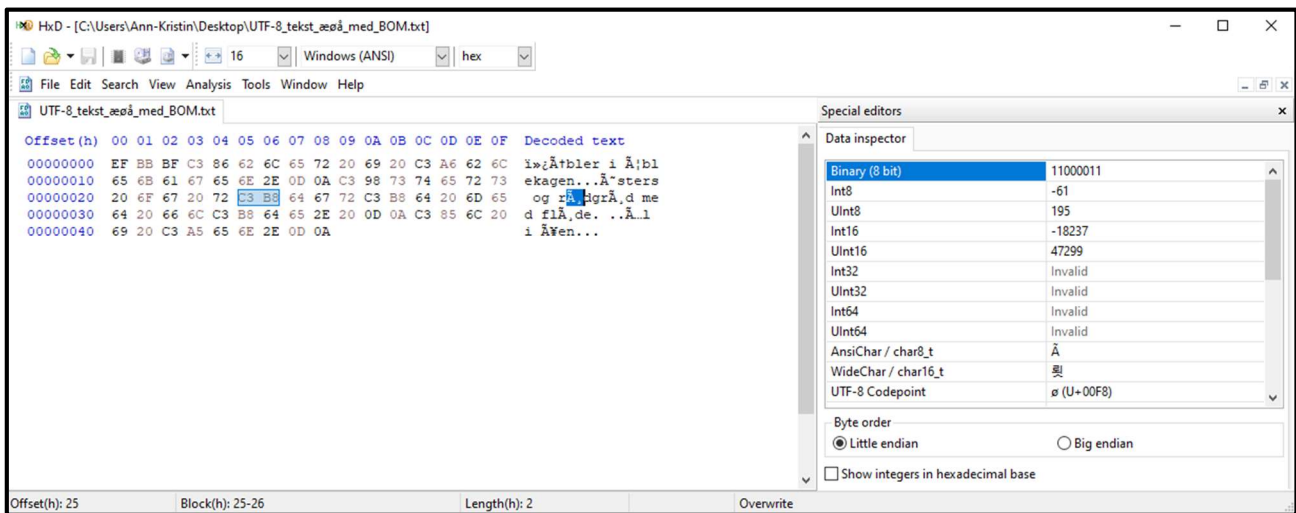 HxD - [C:\Users\Ann-Kristin\Desktop\UTF-8_tekst_æøå_med_BOM.txt]
16 Windows (ANSI) hex
File Edit Search View Analysis Tools Window Help
UTF-8_tekst_æøå_med_BOM.txt
Offset(h) 00 01 02 03 04 05 06 07 08 09 0A 0B 0C 0D 0E 0F Decoded text
00000000 EF BB BF C3 86 62 6C 65 72 20 69 20 C3 A6 62 6C ï»¿Ã†bler i Ã¦bl
00000010 65 6B 61 67 65 6E 2E 0D 0A C3 98 73 74 65 72 73 ekagen...Ã˜sters
00000020 20 6F 67 20 72 C3 B8 64 67 72 C3 B8 64 20 6D 65 og rÃ¸dgrÃ¸d me
00000030 64 20 66 6C C3 B8 64 65 2E 20 0D 0A C3 85 6C 20 d flÃ¸de. ..Ã…l
00000040 69 20 C3 A5 65 6E 2E 0D 0A i Ã¥en...
Special editors
Data inspector
Binary (8 bit) 11000011
Int8 -61
UInt8 195
Int16 -18237
UInt16 47299
Int32 Invalid
UInt32 Invalid
Int64 Invalid
UInt64 Invalid
AnsiChar / char8_t Ã
WideChar / char16_t 룃
UTF-8 Codepoint ø (U+00F8)
Byte order
Little endian Big endian
Show integers in hexadecimal base
Offset(h): 25 Block(h): 25-26 Length(h): 2 Overwrite